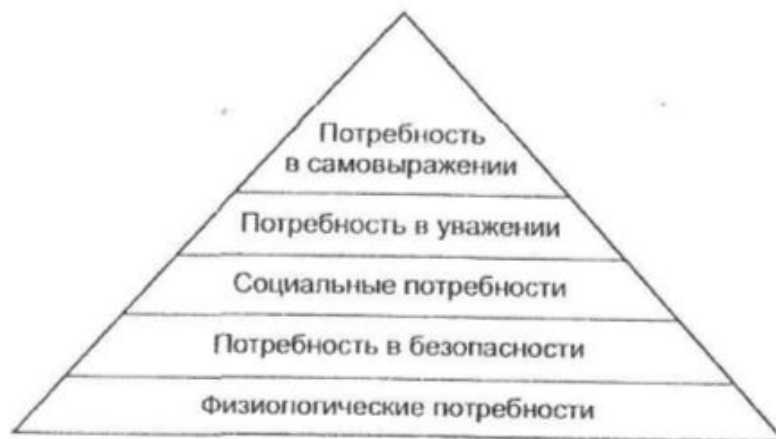 Потребность
в самовыражении
Потребность в уважении
Социальные потребности
Потребность в безопасности
Физиологические потребности